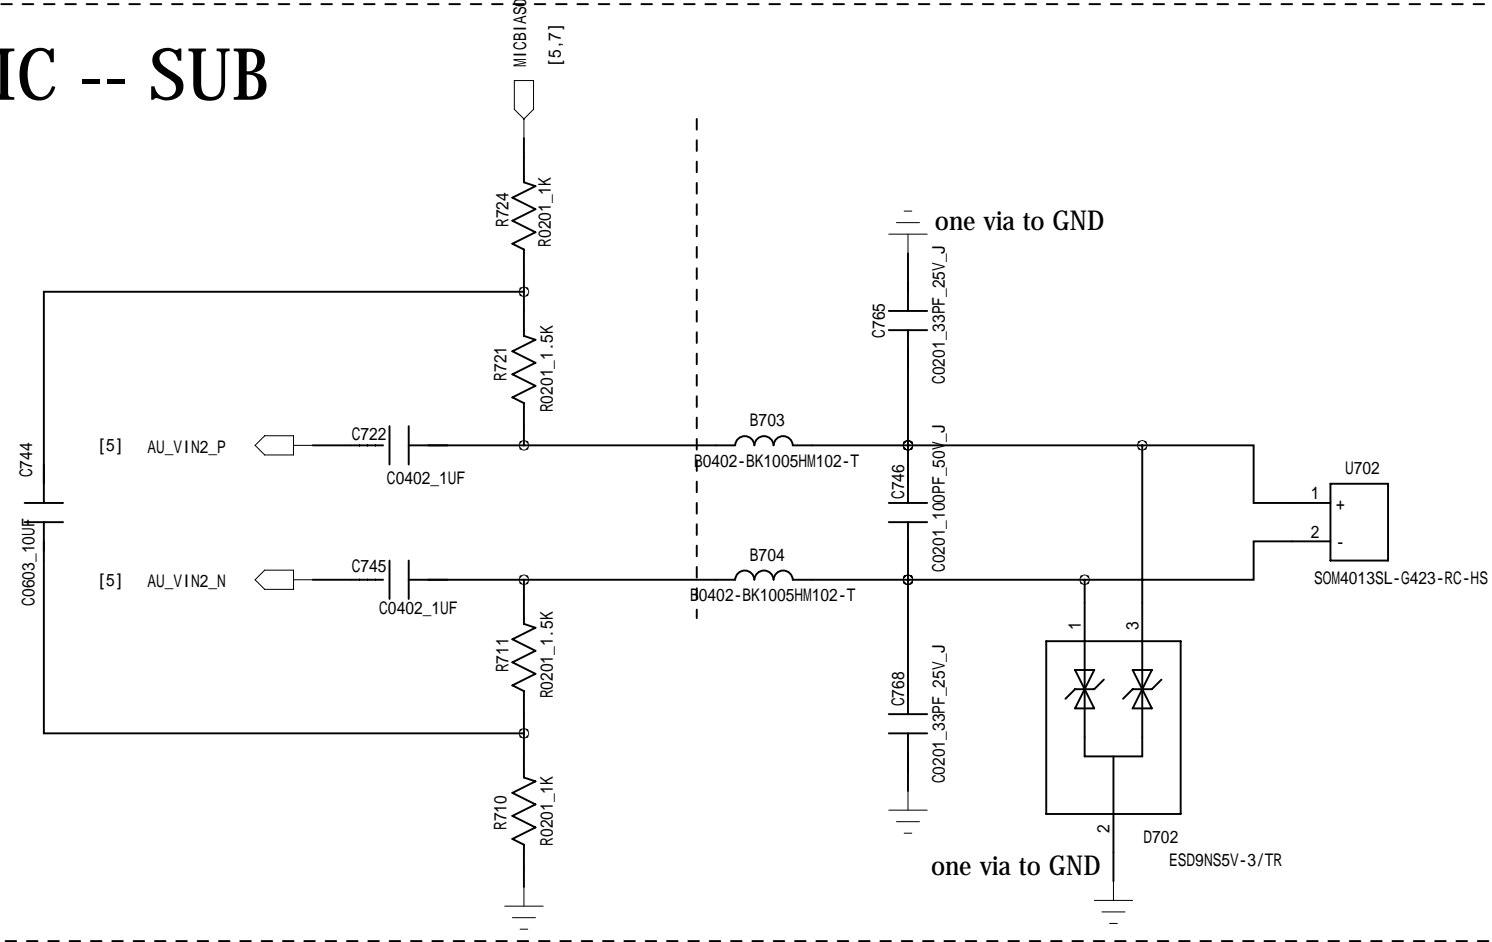 IC -- SUB
MICBIAS0
[5,7]
R724
R0201_1K
one via to GND
C765
C0201_33PF_25V_J
R721
R0201_1.5K
C744
C0603_10UF
[5] AU_VIN2_P
C722
C0402_1UF
B703
B0402-BK1005HM102-T
C746
C0201_100PF_50V_J
U702
1
+
2
-
SOM4013SL-G423-RC-HS
[5] AU_VIN2_N
C745
C0402_1UF
B704
B0402-BK1005HM102-T
R711
R0201_1.5K
C768
C0201_33PF_25V_J
1
3
R710
R0201_1K
2
D702
ESD9NS5V-3/TR
one via to GND